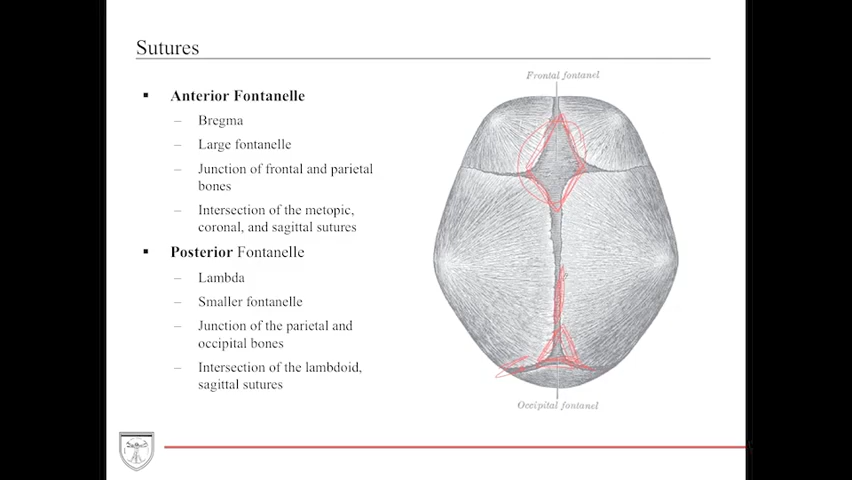 Sutures
Anterior Fontanelle
– Bregma
– Large fontanelle
– Junction of frontal and parietal
bones
– Intersection of the metopic,
coronal, and sagittal sutures
Posterior Fontanelle
– Lambda
– Smaller fontanelle
– Junction of the parietal and
occipital bones
– Intersection of the lambdoid,
sagittal sutures
Frontal fontanel
Occipital fontanel